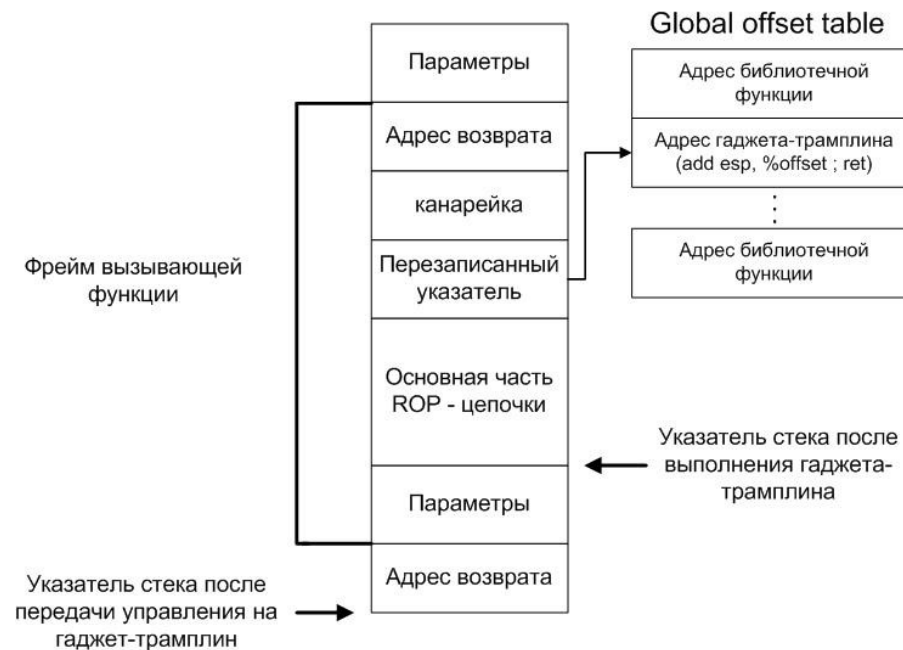 Global offset table
Параметры
Адрес возврата
канарейка
Перезаписанный
указатель
Основная часть
ROP - цепочки
Параметры
Адрес возврата
Адрес библиотечной
функции
Адрес гаджета-трамплина
(add esp, %offset ; ret)
Адрес библиотечной
функции
Фрейм вызывающей
функции
Указатель стека после
выполнения гаджета-
трамплина
Указатель стека после
передачи управления на
гаджет-трамплин